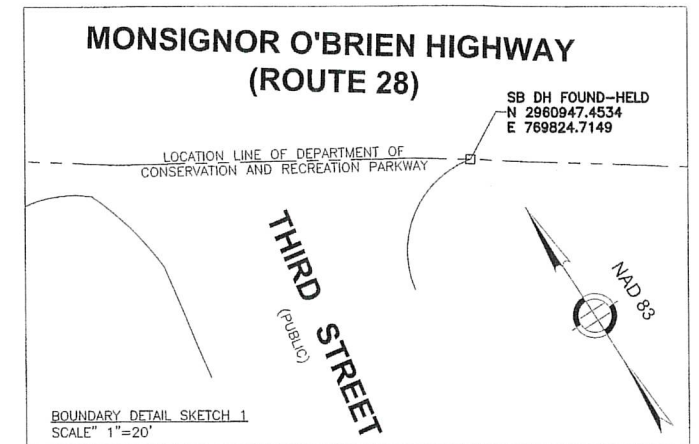 MONSIGNOR O'BRIEN HIGHWAY
(ROUTE 28)
SB DH FOUND-HELD
N 2960947.4534
E 769824.7149
LOCATION LINE OF DEPARTMENT OF
CONSERVATION AND RECREATION PARKWAY
THIRD STREET
(PUBLIC)
NAD 83
BOUNDARY DETAIL SKETCH 1
SCALE" 1"=20'